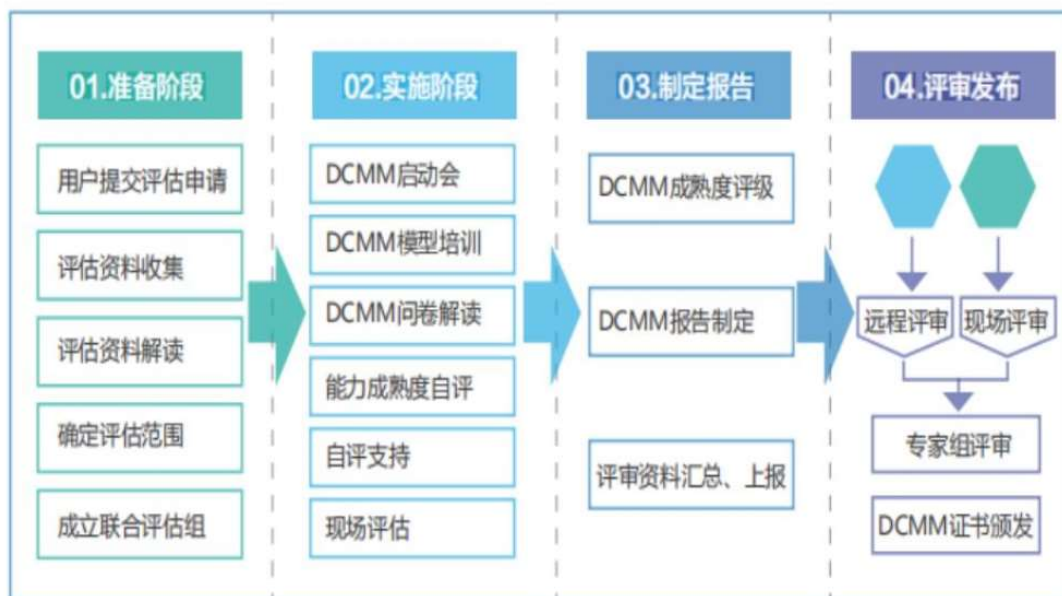 01.准备阶段
用户提交评估申请
评估资料收集
评估资料解读
确定评估范围
成立联合评估组
02.实施阶段
DCMM启动会
DCMM模型培训
DCMM问卷解读
能力成熟度自评
自评支持
现场评估
03.制定报告
DCMM成熟度评级
DCMM报告制定
评审资料汇总、上报
04.评审发布
远程评审
现场评审
专家组评审
DCMM证书颁发